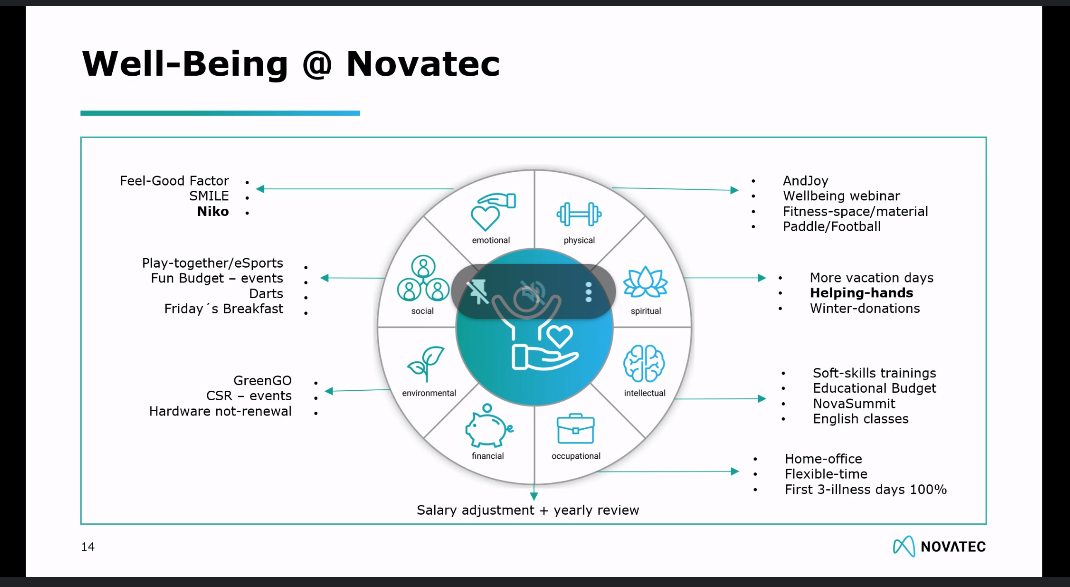 Well-Being @ Novatec
Feel-Good Factor •
SMILE •
Niko •
Play-together/eSports •
Fun Budget – events •
Darts •
Friday´s Breakfast •
GreenGO •
CSR – events •
Hardware not-renewal •
emotional
physical
social
spiritual
environmental
intellectual
financial
occupational
• AndJoy
• Wellbeing webinar
• Fitness-space/material
• Paddle/Football
• More vacation days
• Helping-hands
• Winter-donations
• Soft-skills trainings
• Educational Budget
• NovaSummit
• English classes
• Home-office
• Flexible-time
• First 3-illness days 100%
Salary adjustment + yearly review
14
NOVATEC